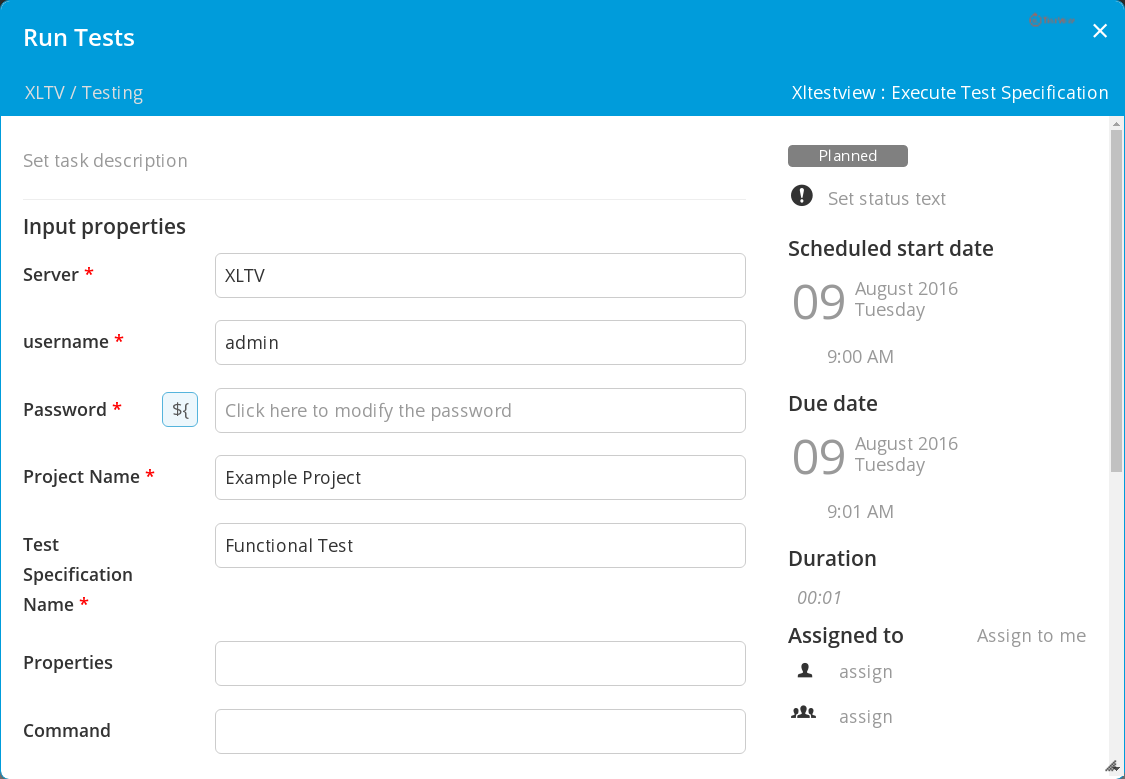 Run Tests
XLTV / Testing
Xltestview : Execute Test Specification
Set task description
Input properties
Server *
XLTV
username *
admin
Password *
${
Click here to modify the password
Project Name *
Example Project
Test
Specification
Name *
Functional Test
Properties
Command
Planned
Set status text
Scheduled start date
09
August 2016
Tuesday
9:00 AM
Due date
09
August 2016
Tuesday
9:01 AM
Duration
00:01
Assigned to
Assign to me
assign
assign